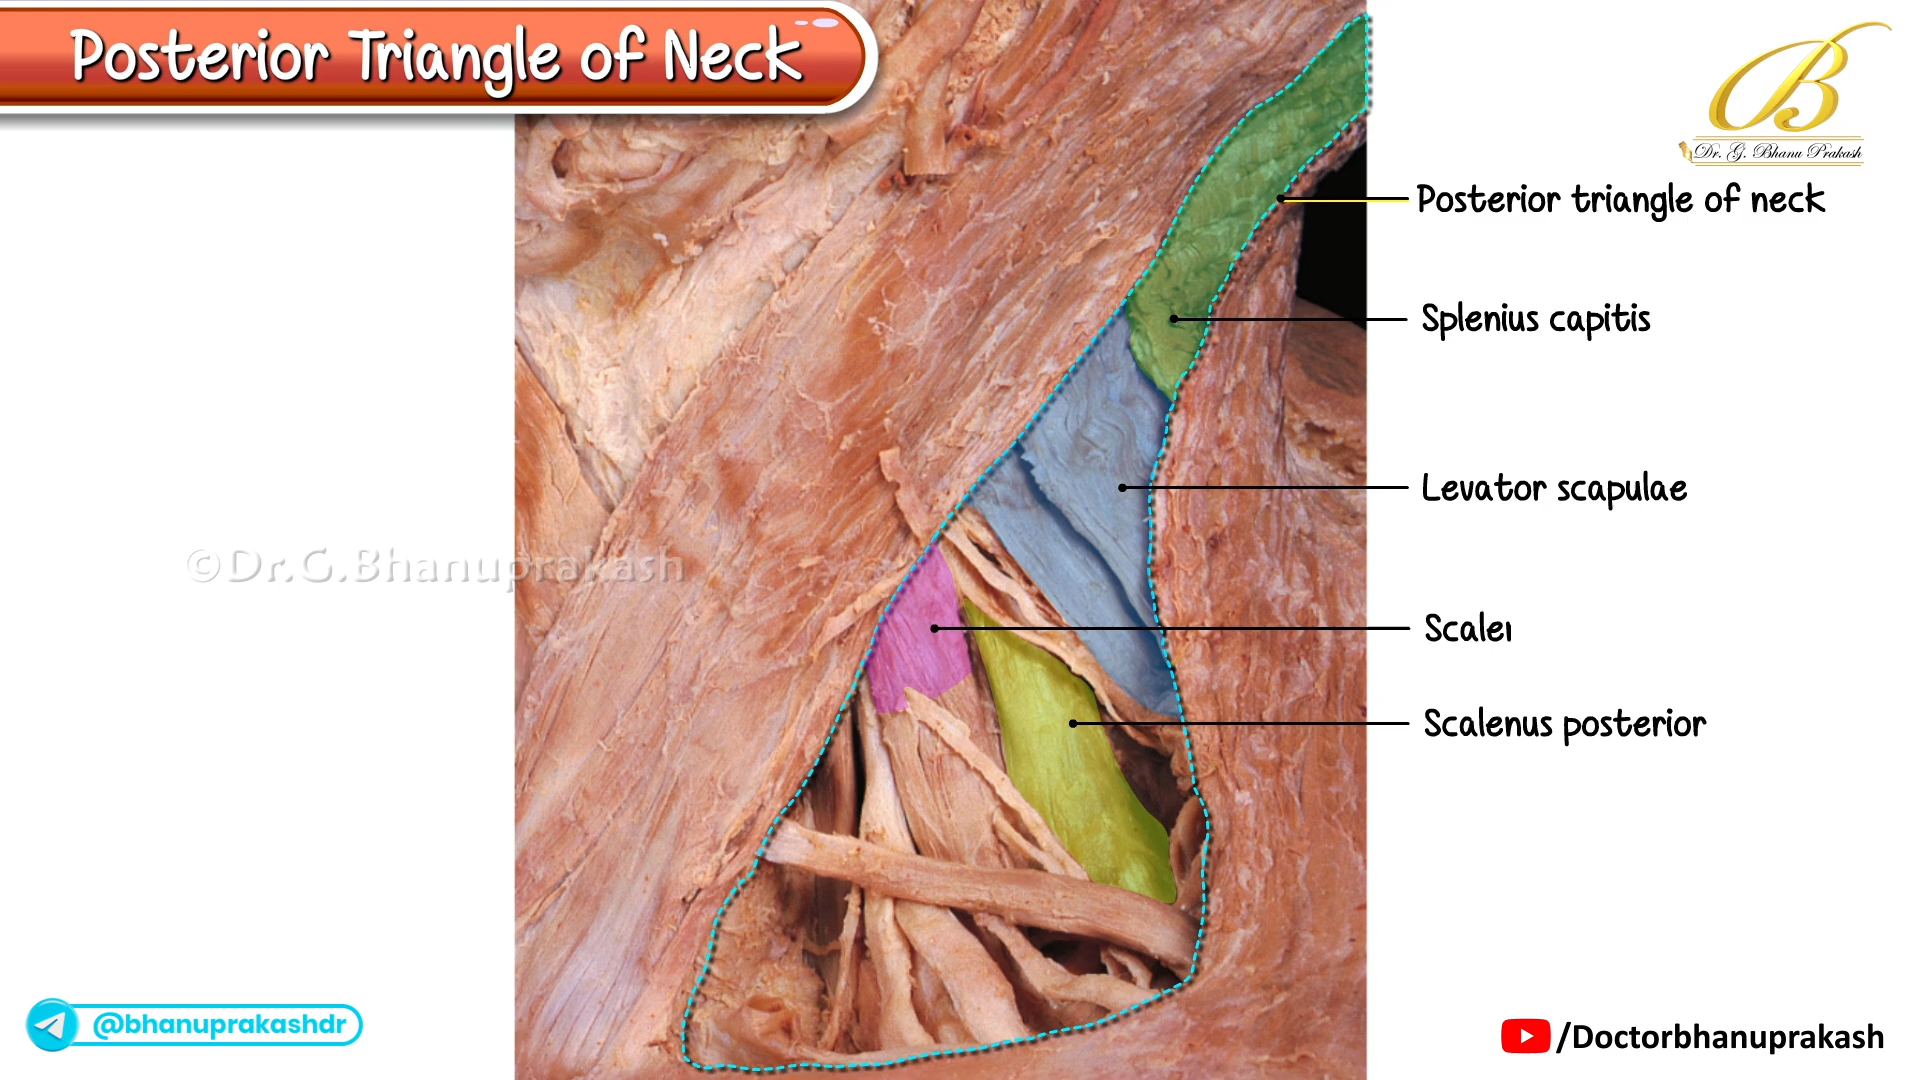 Posterior Triangle of Neck
B
Dr. G. Bhanu Prakash
Posterior triangle of neck
Splenius capitis
Levator scapulae
©Dr.G.Bhanuprakash
Scaleı
Scalenus posterior
@bhanuprakashdr
/Doctorbhanuprakash